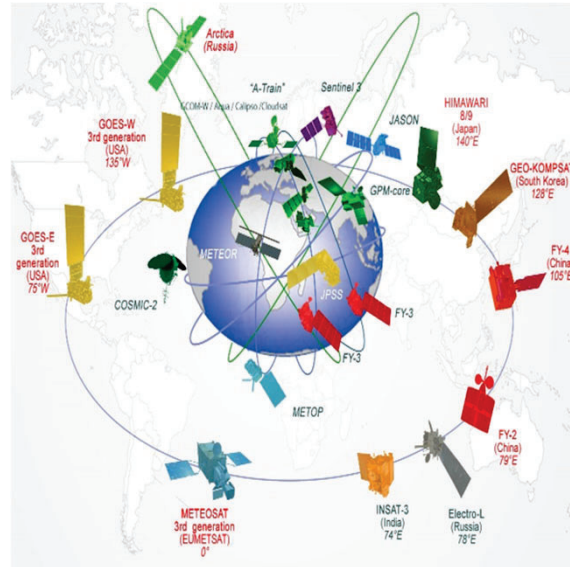 Arctica
(Russia)
"A-Train"
GCOM-W / Aqua / Calipso /Cloudsat
Sentinel 3
JASON
HIMAWARI
8/9
(Japan)
140°E
GOES-W
3rd generation
(USA)
135°W
GEO-KOMPSAT
(South Korea)
128°E
GPM-core
GOES-E
3rd
generation
(USA)
75°W
METEOR
FY-4
(China)
105°E
COSMIC-2
JPSS
FY-3
FY-3
METOP
FY-2
(China)
79°E
METEOSAT
3rd generation
(EUMETSAT)
0°
INSAT-3
(India)
74°E
Electro-L
(Russia)
78°E